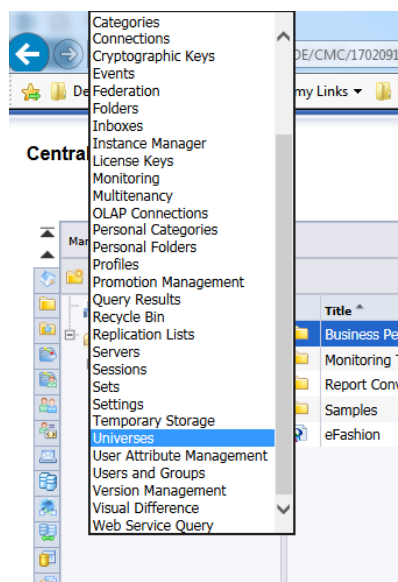 Categories
Connections
Cryptographic Keys
DE/CMC/1702091
Events
De
Federation
my Links
Folders
Inboxes
Instance Manager
Central
License Keys
Monitoring
Multitenancy
OLAP Connections
Personal Categories
Man
Personal Folders
Profiles
Promotion Management
Query Results
Title
Recycle Bin
Replication Lists
Business Pe
Servers
Monitoring T
Sessions
Sets
Report Conv
Settings
Samples
Temporary Storage
Universes
eFashion
User Attribute Management
Users and Groups
Version Management
Visual Difference
Web Service Query